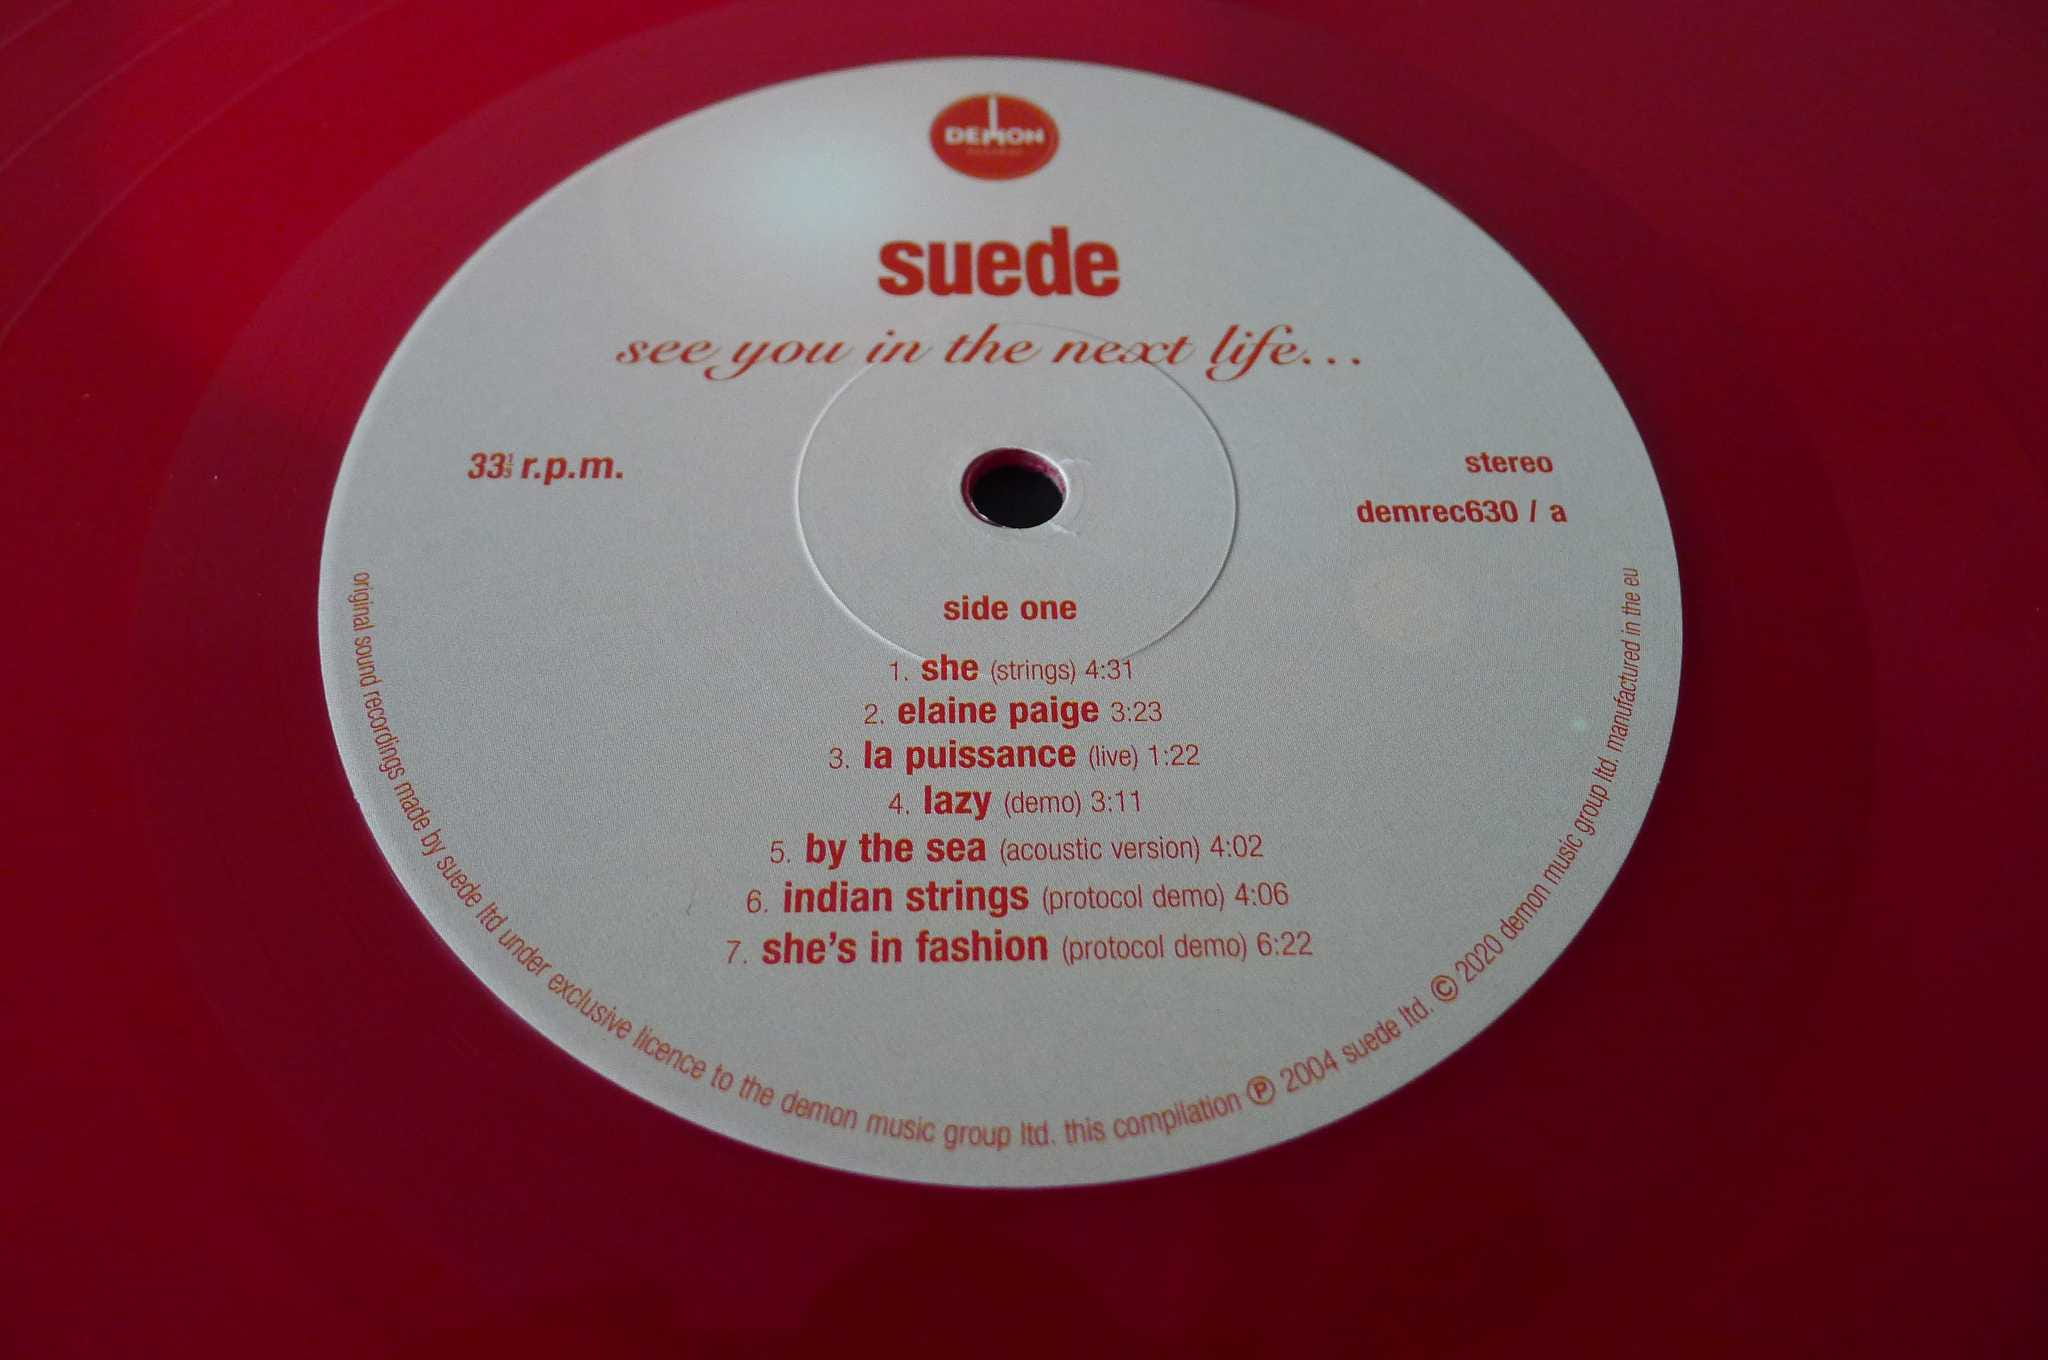 DEMON
suede
see you in the next life...
33⅓ r.p.m.
stereo
demrec630 / a
side one
1. she (strings) 4:31
2. elaine paige 3:23
3. la puissance (live) 1:22
4. lazy (demo) 3:11
5. by the sea (acoustic version) 4:02
6. indian strings (protocol demo) 4:06
7. she's in fashion (protocol demo) 6:22
original sound recordings made by suede ltd under exclusive licence to the demon music group ltd. this compilation ℗ 2004 suede ltd. © 2020 demon music group ltd. manufactured in the eu